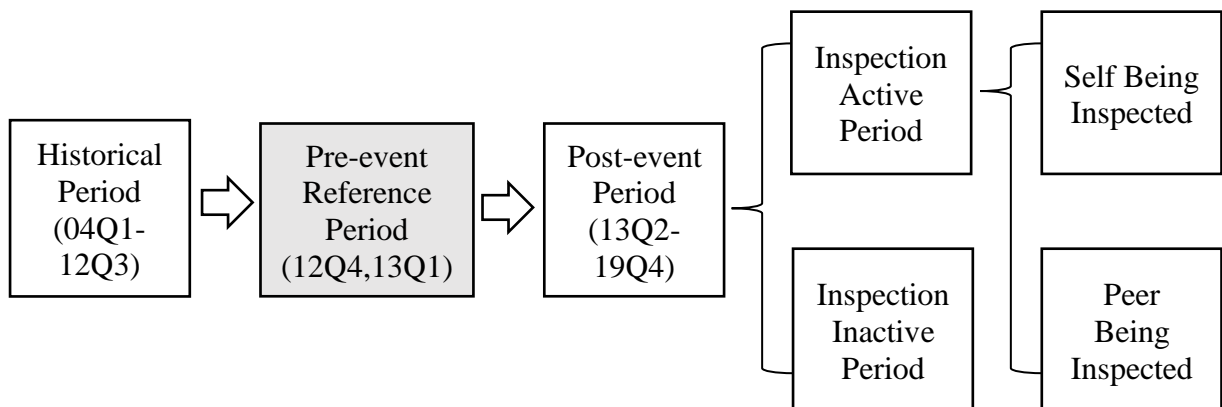 Historical
Period
(04Q1-
12Q3)
Pre-event
Reference
Period
(12Q4,13Q1)
Post-event
Period
(13Q2-
19Q4)
Inspection
Active
Period
Inspection
Inactive
Period
Self Being
Inspected
Peer
Being
Inspected